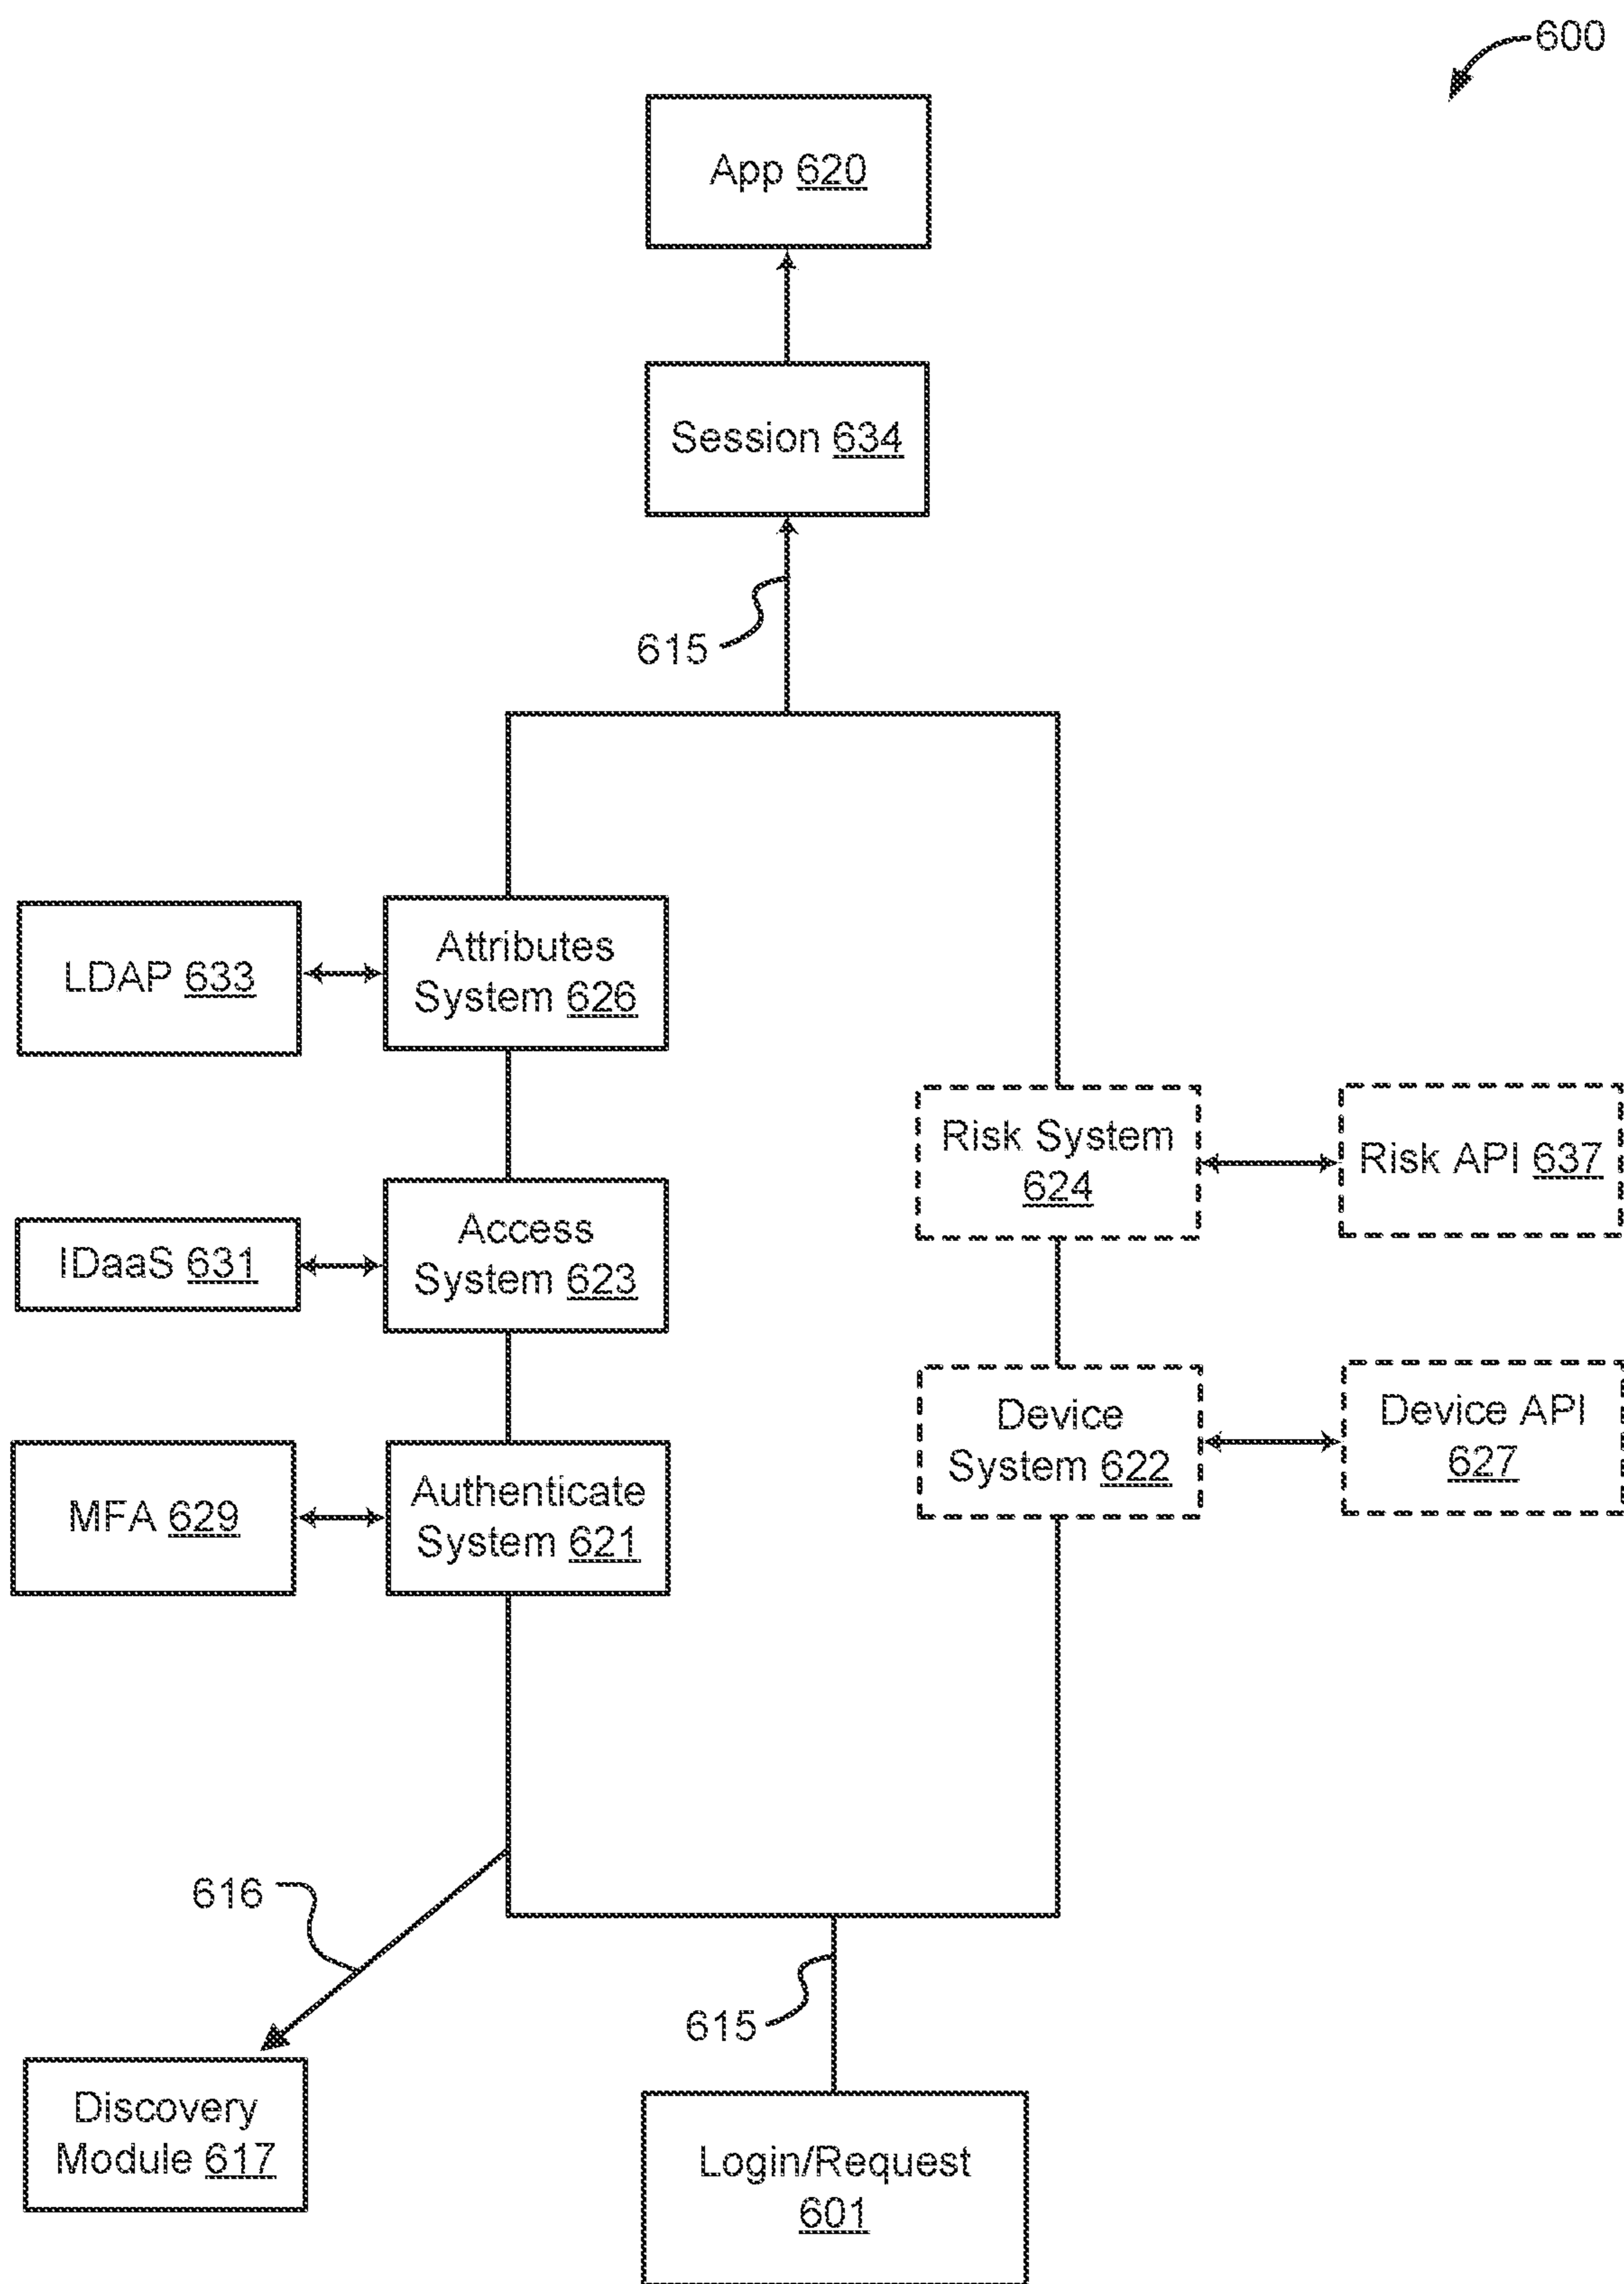 600
App 620
Session 634
615
Attributes
System 626
LDAP 633
Risk System
624
Risk API 637
Access
System 623
IDaaS 631
Device
System 622
Device API
627
Authenticate
System 621
MFA 629
616
615
Discovery
Module 617
Login/Request
601